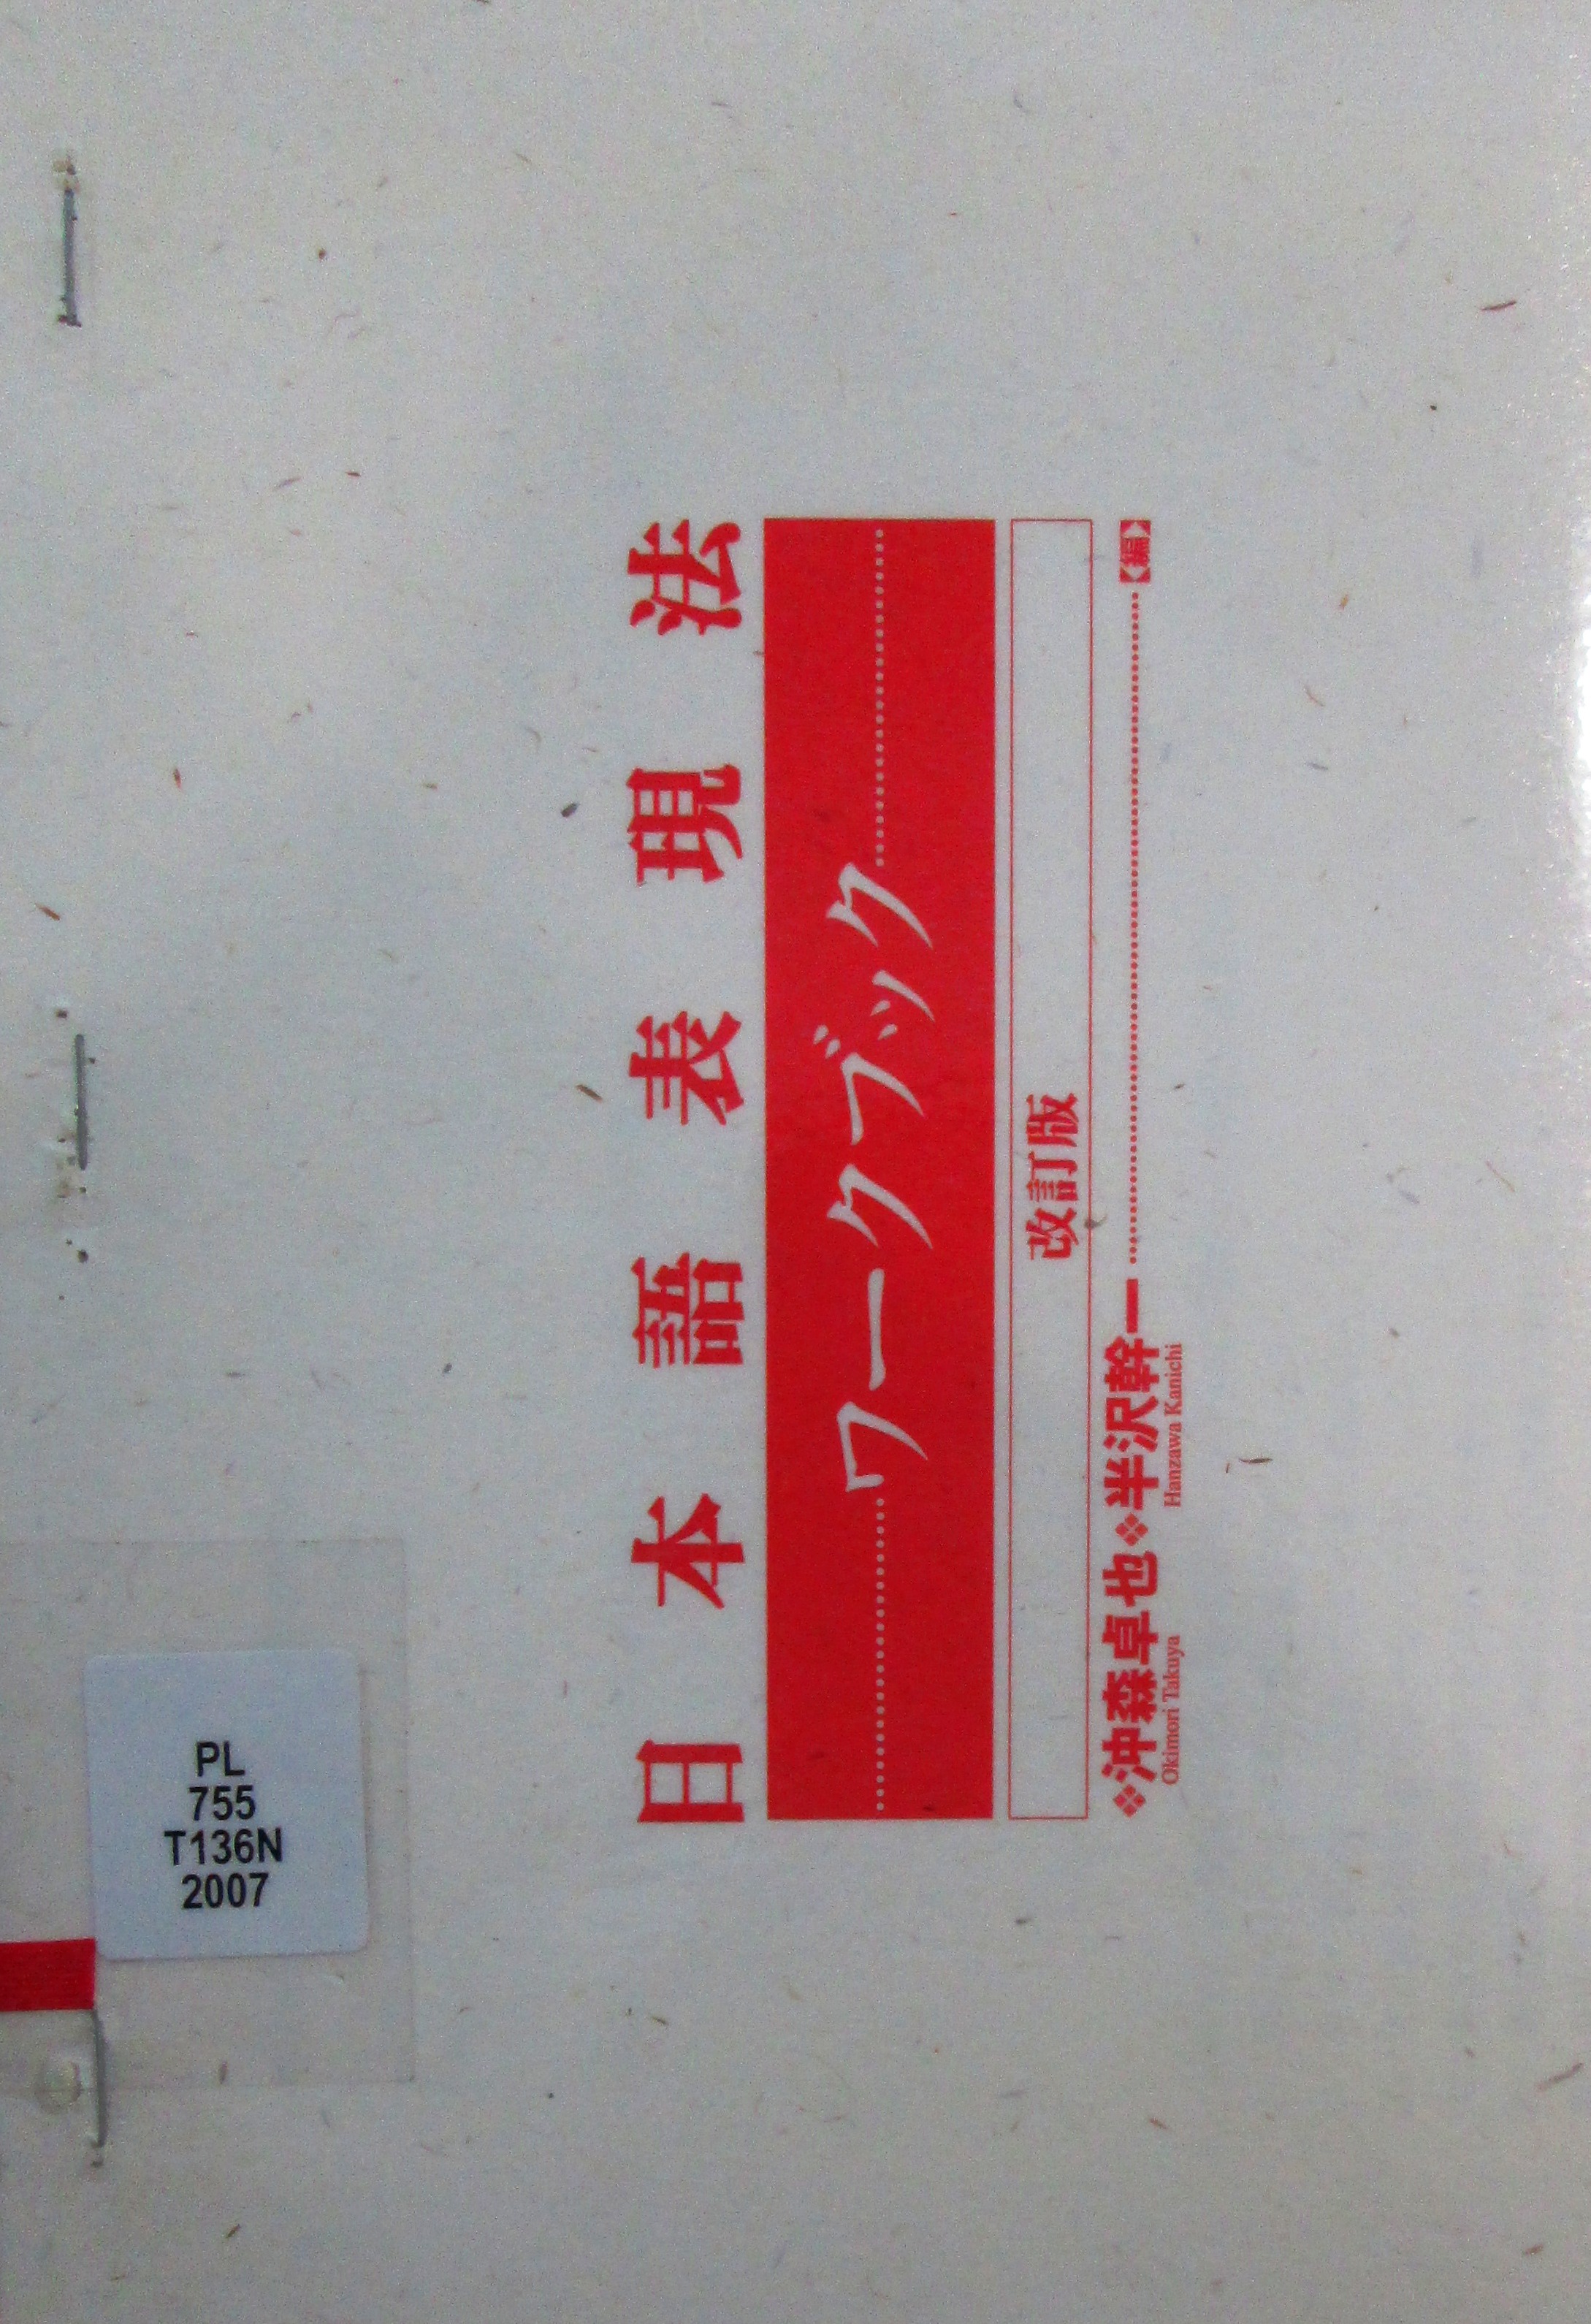 日本語表現法
ワークブック
改訂版
❖沖森卓也❖半沢幹一【編】
Okimori Takuya Hanzawa Kanichi
PL
755
T136N
2007